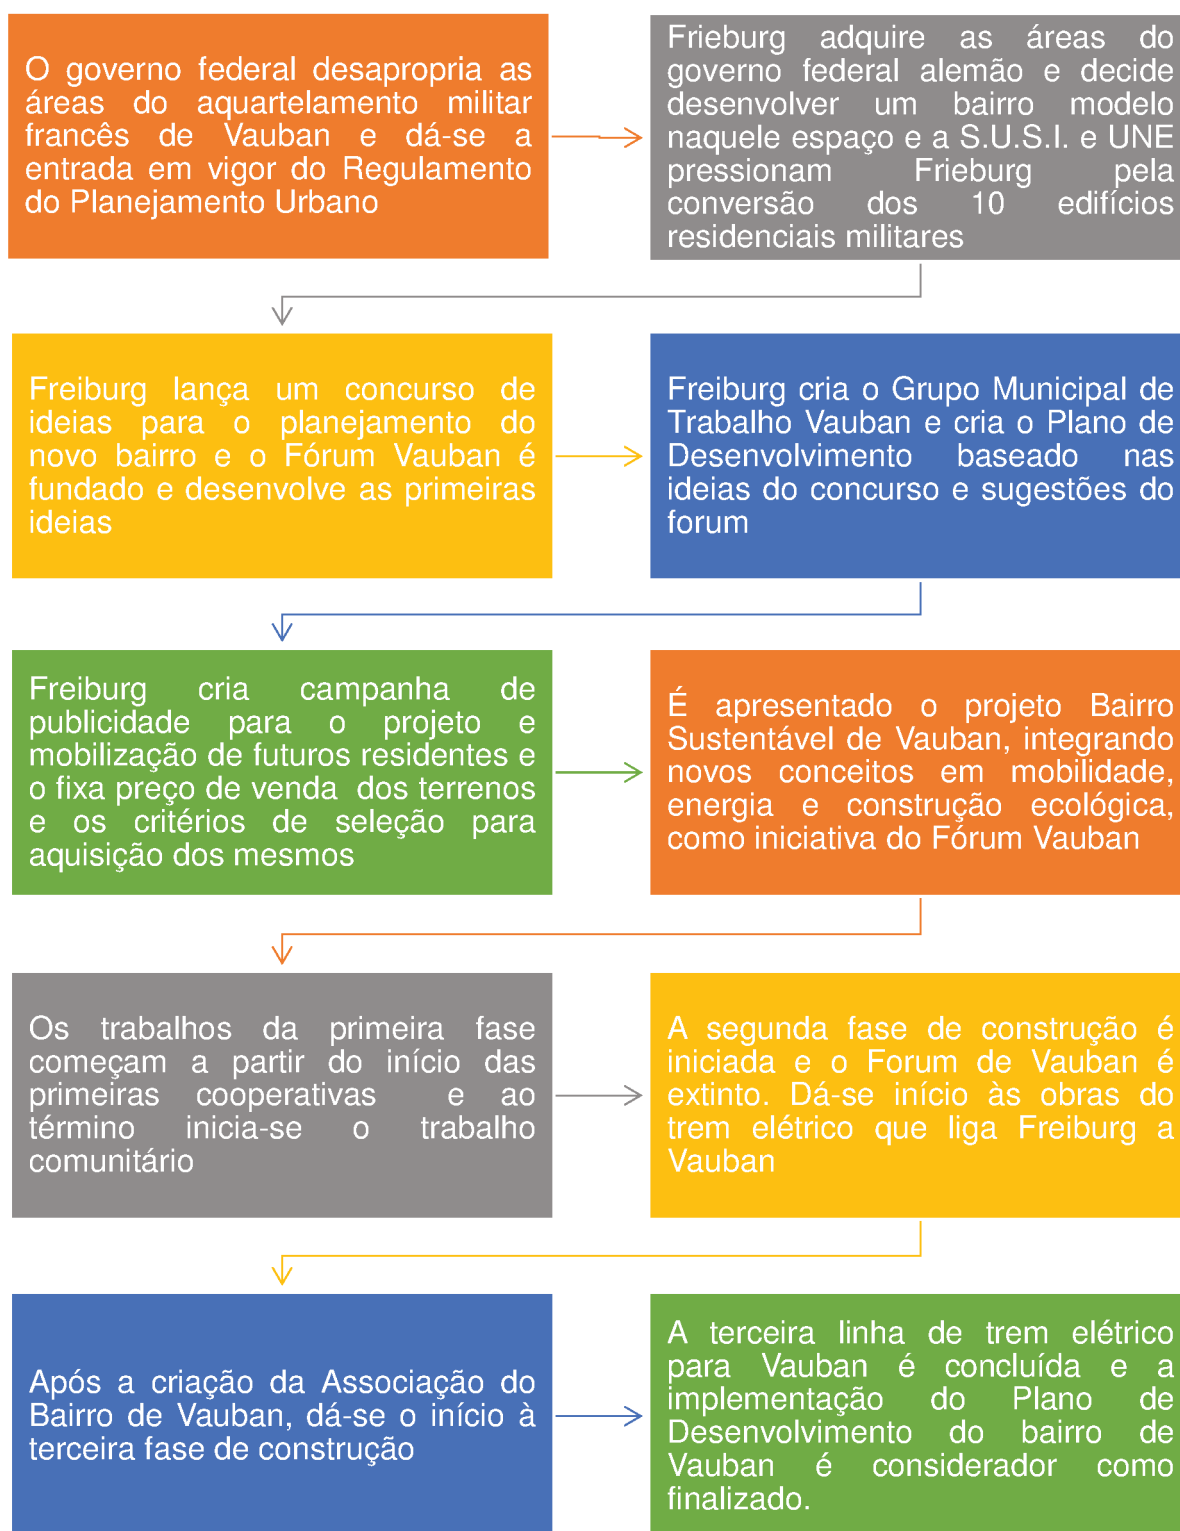 O governo federal desapropria as
áreas do aquartelamento militar
francês de Vauban e dá-se a
entrada em vigor do Regulamento
do Planejamento Urbano
Frieburg adquire as áreas do
governo federal alemão e decide
desenvolver um bairro modelo
naquele espaço e a S.U.S.I. e UNE
pressionam Frieburg pela
conversão dos 10 edifícios
residenciais militares
Freiburg lança um concurso de
ideias para o planejamento do
novo bairro e o Fórum Vauban é
fundado e desenvolve as primeiras
ideias
Freiburg cria o Grupo Municipal de
Trabalho Vauban e cria o Plano de
Desenvolvimento baseado nas
ideias do concurso e sugestões do
forum
Freiburg cria campanha de
publicidade para o projeto e
mobilização de futuros residentes e
o fixa preço de venda dos terrenos
e os critérios de seleção para
aquisição dos mesmos
É apresentado o projeto Bairro
Sustentável de Vauban, integrando
novos conceitos em mobilidade,
energia e construção ecológica,
como iniciativa do Fórum Vauban
Os trabalhos da primeira fase
começam a partir do início das
primeiras cooperativas e ao
término inicia-se o trabalho
comunitário
A segunda fase de construção é
iniciada e o Forum de Vauban é
extinto. Dá-se início às obras do
trem elétrico que liga Freiburg a
Vauban
Após a criação da Associação do
Bairro de Vauban, dá-se o início à
terceira fase de construção
A terceira linha de trem elétrico
para Vauban é concluída e a
implementação do Plano de
Desenvolvimento do bairro de
Vauban é considerador como
finalizado.